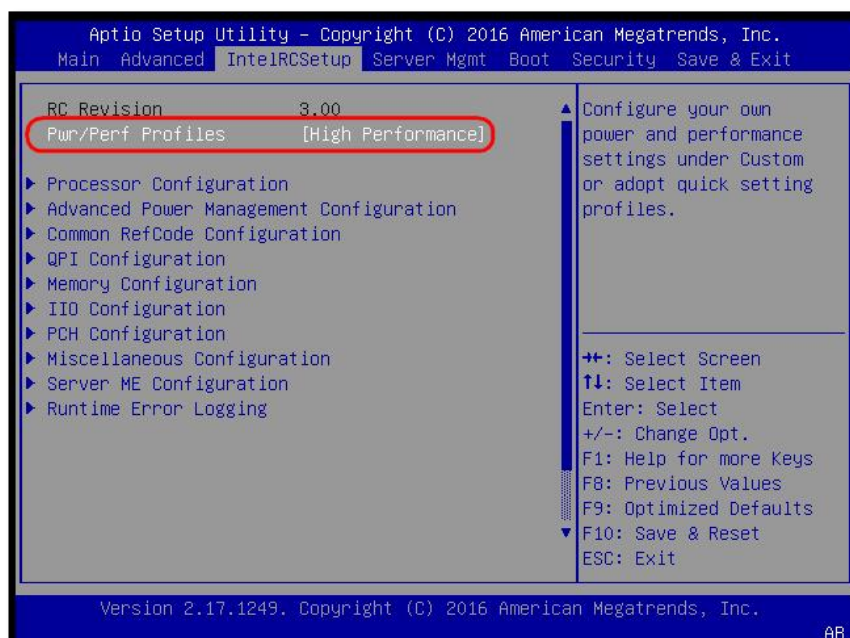 Aptio Setup Utility – Copyright (C) 2016 American Megatrends, Inc.
Main Advanced IntelRCSetup Server Mgmt Boot Security Save & Exit
RC Revision 3.00
Pwr/Perf Profiles [High Performance]
Processor Configuration
Advanced Power Management Configuration
Common RefCode Configuration
QPI Configuration
Memory Configuration
IIO Configuration
PCH Configuration
Miscellaneous Configuration
Server ME Configuration
Runtime Error Logging
Configure your own
power and performance
settings under Custom
or adopt quick setting
profiles.
→←: Select Screen
↑↓: Select Item
Enter: Select
+/-: Change Opt.
F1: Help for more Keys
F8: Previous Values
F9: Optimized Defaults
F10: Save & Reset
ESC: Exit
Version 2.17.1249. Copyright (C) 2016 American Megatrends, Inc.
AB